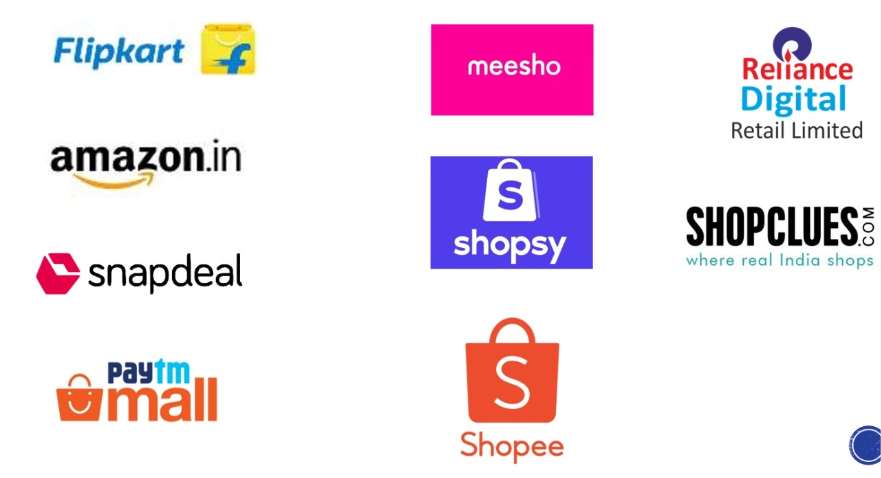 Flipkart
amazon.in
snapdeal
paytm
mall
meesho
S
shopsy
S
Shopee
Reliance
Digital
Retail Limited
SHOPCLUES.COM
where real India shops